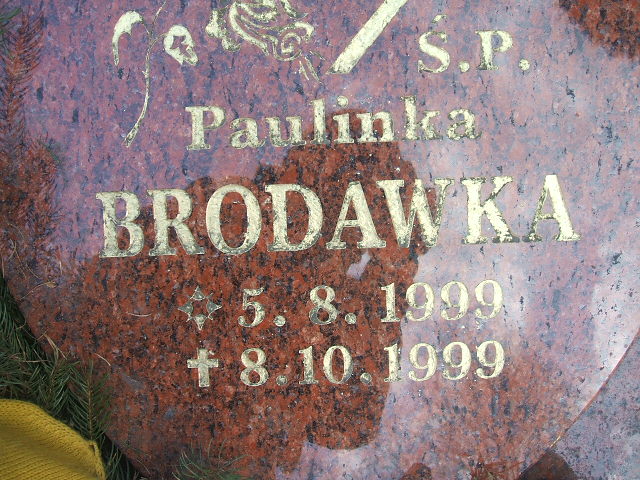 Ś.P.
Paulinka
BRODAWKA
5.8.1999
8.10.1999